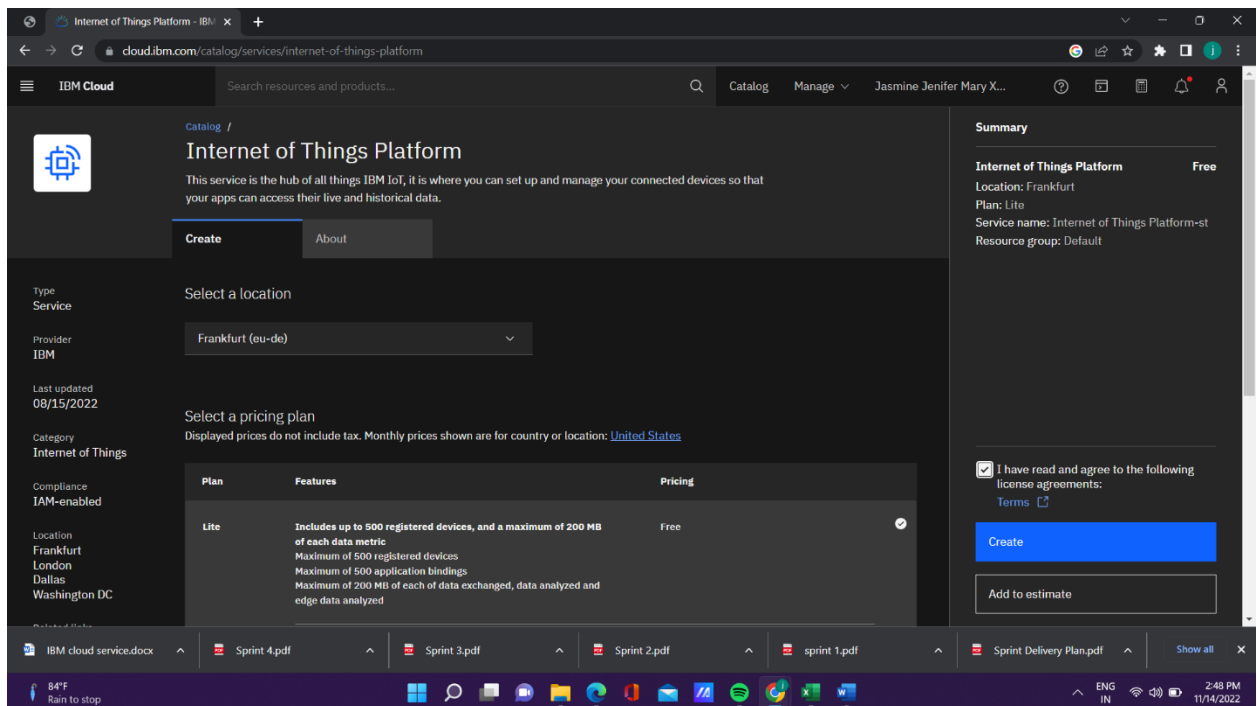 Internet of Things Platform - IBM
cloud.ibm.com/catalog/services/internet-of-things-platform
j
IBM Cloud
Search resources and products...
Catalog
Manage
Jasmine Jenifer Mary X...
Catalog /
Internet of Things Platform
This service is the hub of all things IBM IoT, it is where you can set up and manage your connected devices so that
your apps can access their live and historical data.
Create
About
Type
Service
Provider
IBM
Last updated
08/15/2022
Category
Internet of Things
Compliance
IAM-enabled
Location
Frankfurt
London
Dallas
Washington DC
Related links
Select a location
Frankfurt (eu-de)
Select a pricing plan
Displayed prices do not include tax. Monthly prices shown are for country or location: United States
Plan Features Pricing
Lite Includes up to 500 registered devices, and a maximum of 200 MB Free
of each data metric
Maximum of 500 registered devices
Maximum of 500 application bindings
Maximum of 200 MB of each of data exchanged, data analyzed and
edge data analyzed
Summary
Internet of Things Platform Free
Location: Frankfurt
Plan: Lite
Service name: Internet of Things Platform-st
Resource group: Default
I have read and agree to the following
license agreements:
Terms
Create
Add to estimate
IBM cloud service.docx
Sprint 4.pdf
Sprint 3.pdf
Sprint 2.pdf
sprint 1.pdf
Sprint Delivery Plan.pdf
Show all
84°F
Rain to stop
ENG
IN
2:48 PM
11/14/2022